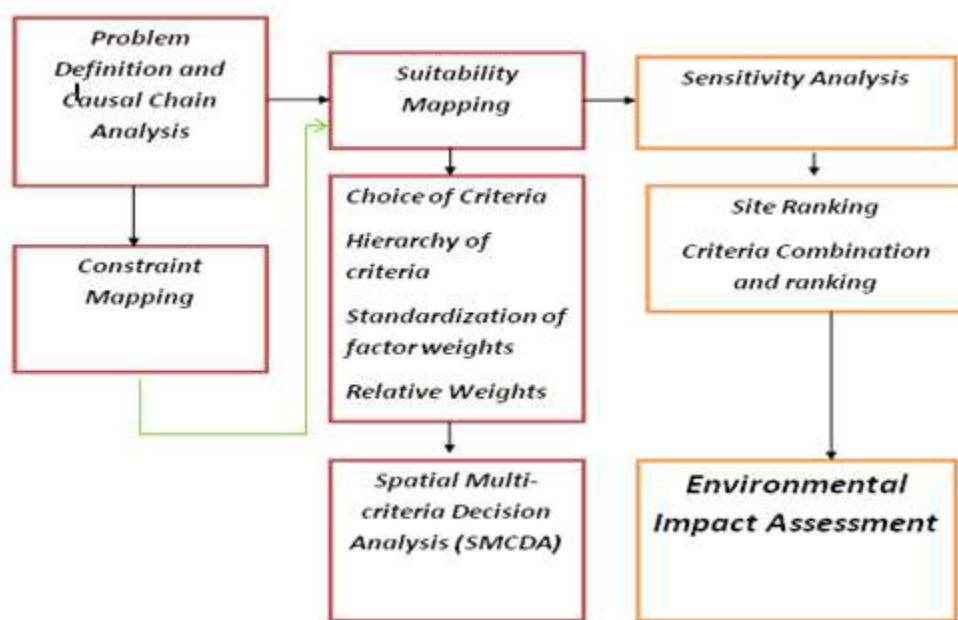 Problem
Definition and
Causal Chain
Analysis
Constraint
Mapping
Suitability
Mapping
Choice of Criteria
Hierarchy of
criteria
Standardization of
factor weights
Relative Weights
Spatial Multi-
criteria Decision
Analysis (SMCDA)
Sensitivity Analysis
Site Ranking
Criteria Combination
and ranking
Environmental
Impact Assessment